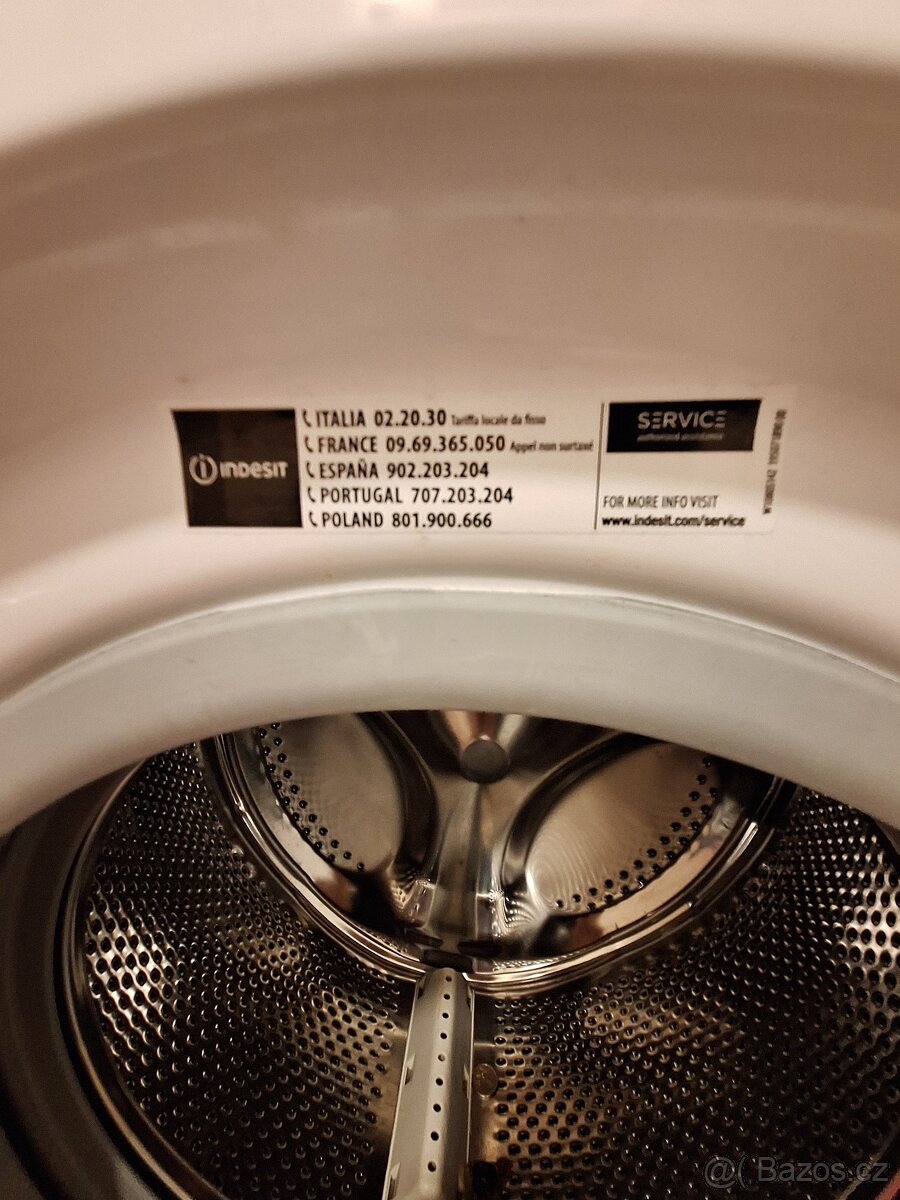 indesit
ITALIA 02.20.30 Tariffa locale da fisso
FRANCE 09.69.365.050 Appel non surtaxé
ESPAÑA 902.203.204
PORTUGAL 707.203.204
POLAND 801.900.666
SERVICE
FOR MORE INFO VISIT
www.indesit.com/service
@( Bazos.cz